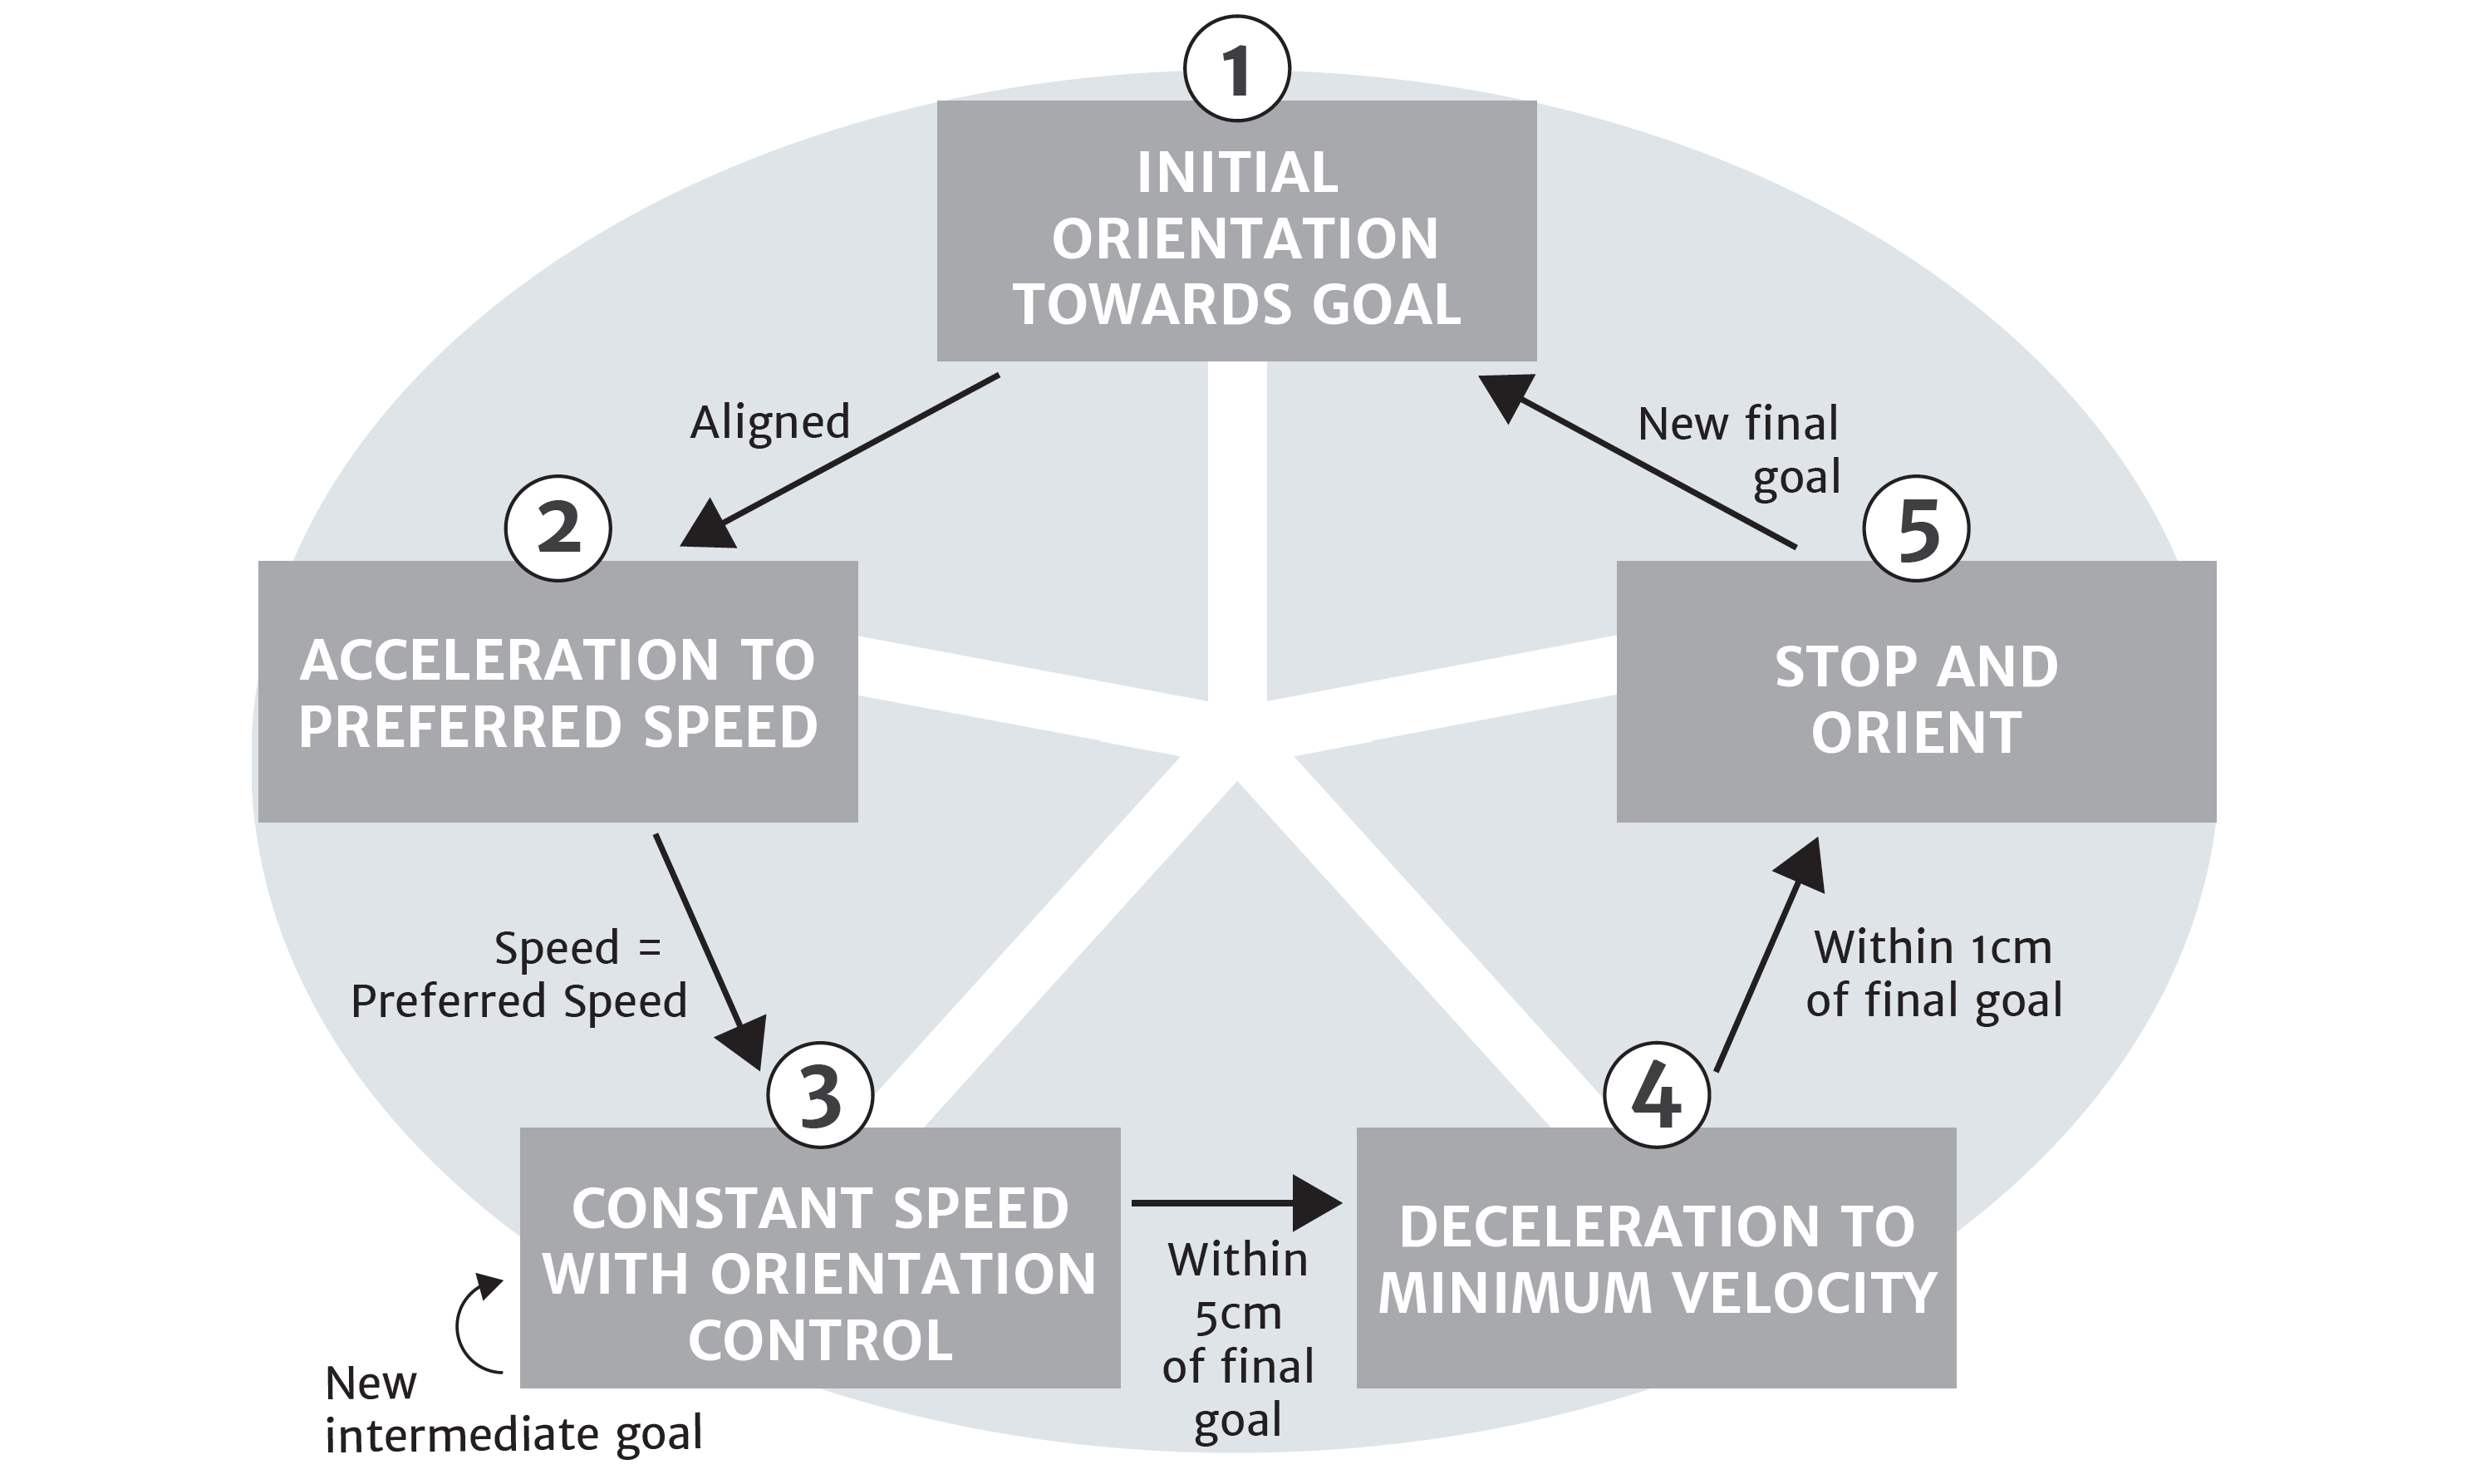 1
INITIAL
ORIENTATION
TOWARDS GOAL
Aligned
New final
goal
2
ACCELERATION TO
PREFERRED SPEED
5
STOP AND
ORIENT
Speed =
Preferred Speed
Within 1cm
of final goal
3
CONSTANT SPEED
WITH ORIENTATION
CONTROL
New
intermediate goal
Within
5cm
of final
goal
4
DECELERATION TO
MINIMUM VELOCITY